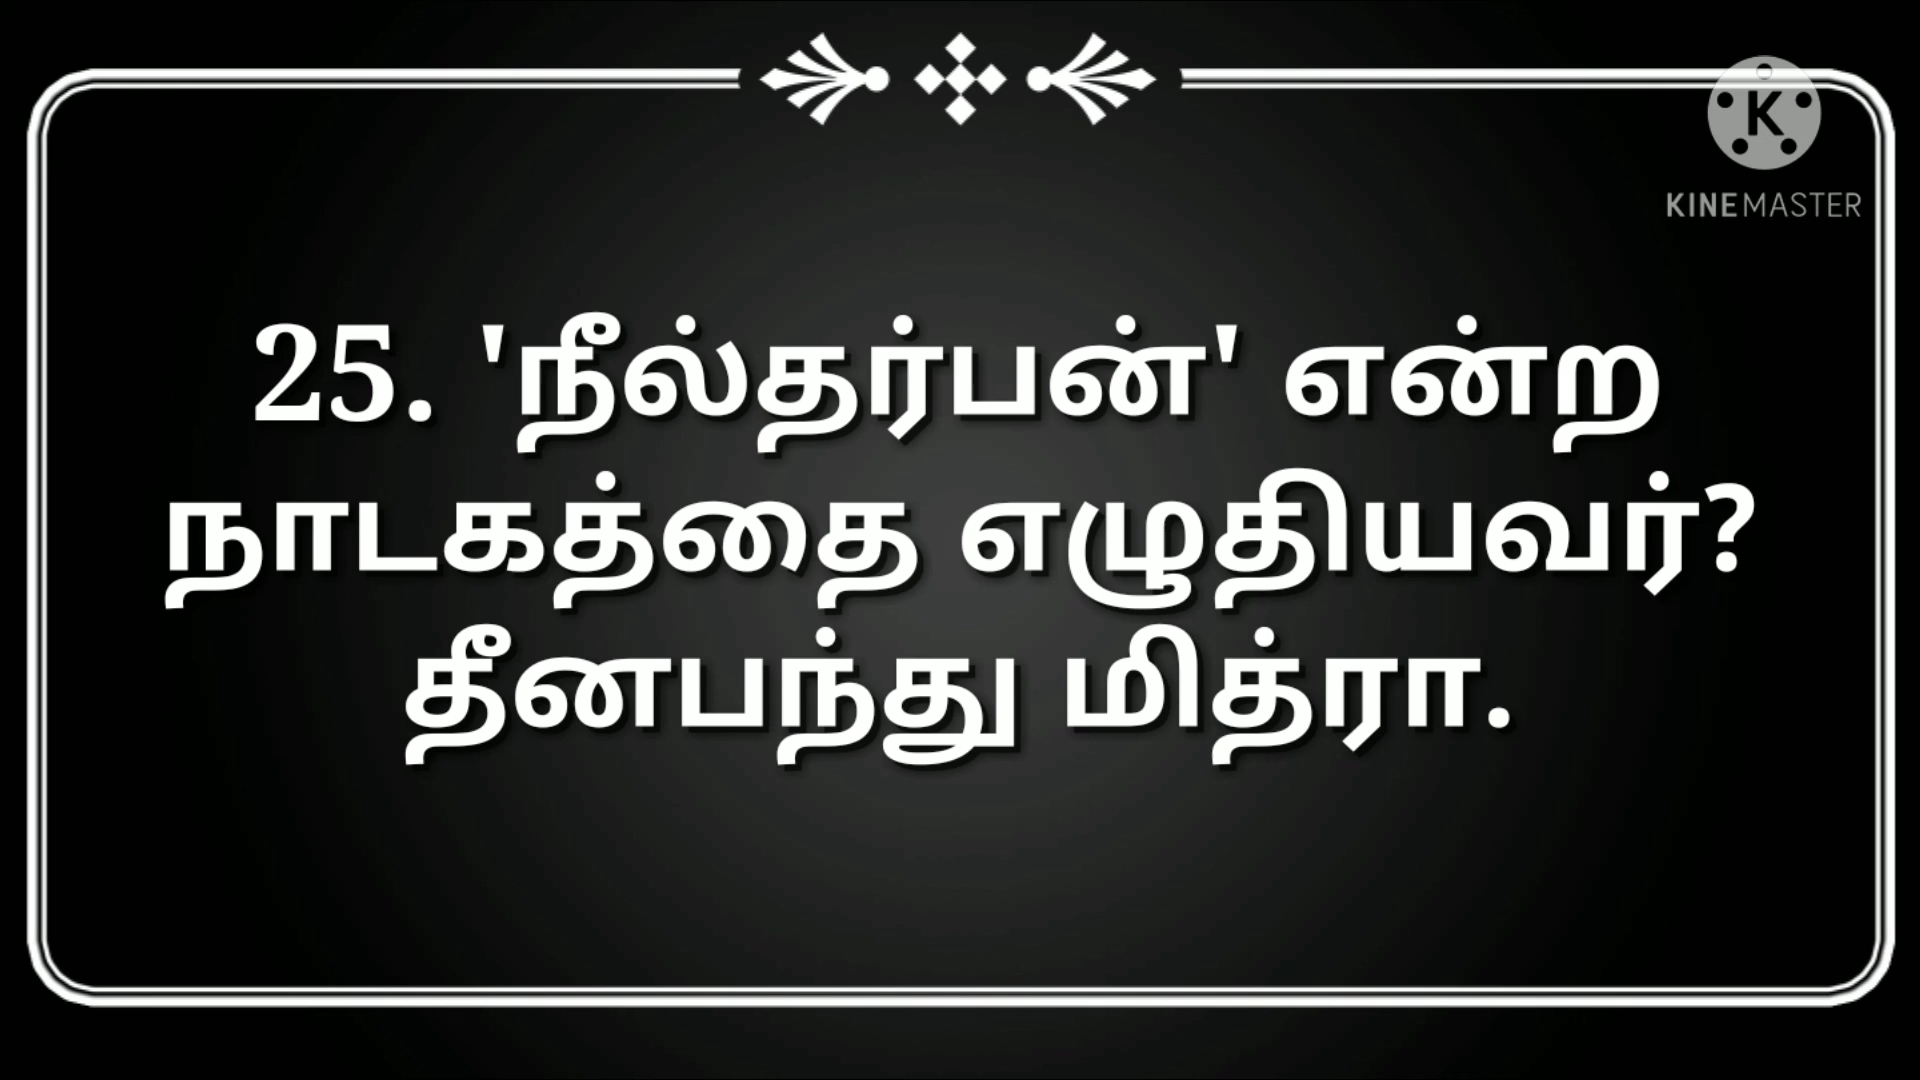 KINEMASTER
25. 'நீல்தர்பன்' என்ற
நாடகத்தை எழுதியவர்?
தீனபந்து மித்ரா.